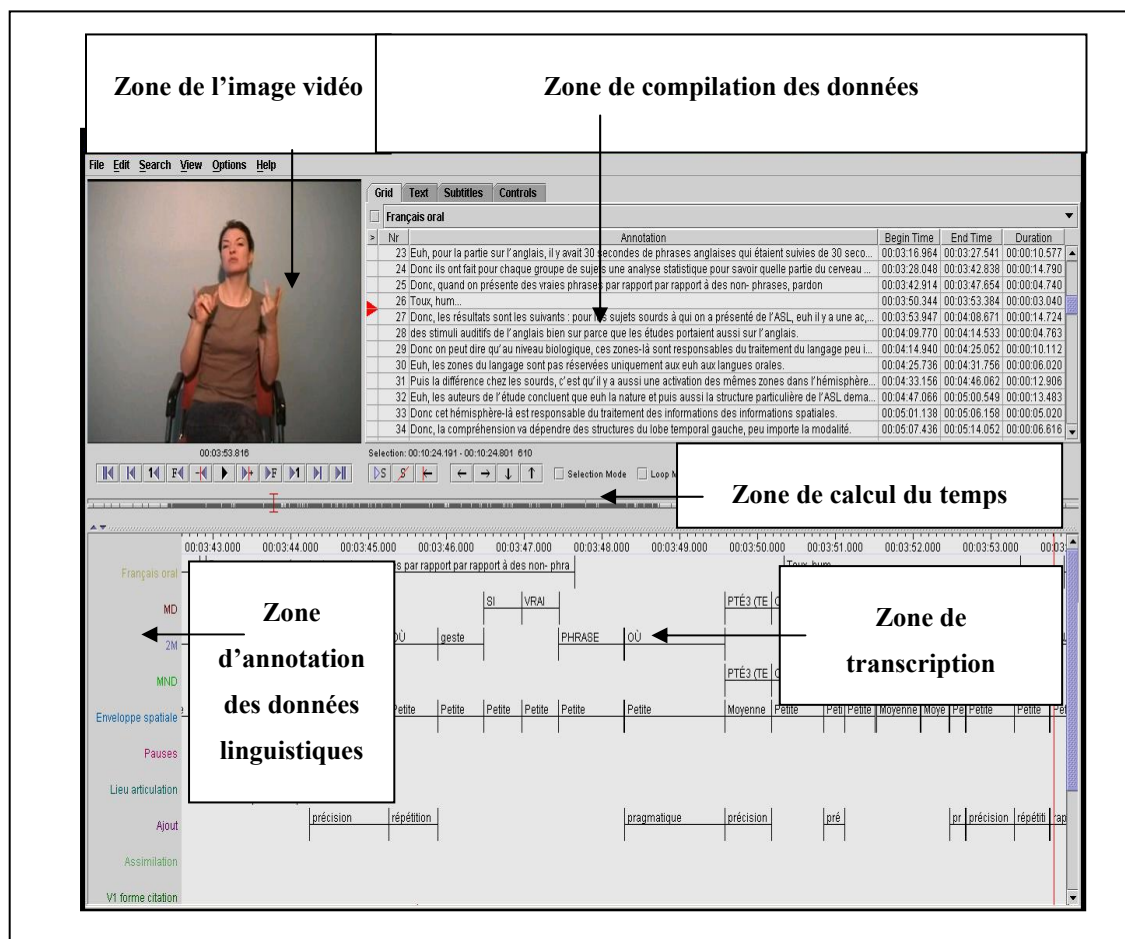 Zone de l'image vidéo
Zone de compilation des données
File Edit Search View Options Help
Grid Text Subtitles Controls
Français oral
> Nr Annotation Begin Time End Time Duration
23 Euh, pour la partie sur l'anglais, il y avait 30 secondes de phrases anglaises qui étaient suivies de 30 seco... 00:03:16.964 00:03:27.541 00:00:10.577
24 Donc ils ont fait pour chaque groupe de sujets une analyse statistique pour savoir quelle partie du cerveau ... 00:03:28.048 00:03:42.838 00:00:14.790
25 Donc, quand on présente des vraies phrases par rapport par rapport à des non- phrases, pardon 00:03:42.914 00:03:47.654 00:00:04.740
26 Toux, hum... 00:03:50.344 00:03:53.384 00:00:03.040
27 Donc, les résultats sont les suivants : pour les sujets sourds à qui on a présenté de l'ASL, euh il y a une ac,... 00:03:53.947 00:04:08.671 00:00:14.724
28 des stimuli auditifs de l'anglais bien sur parce que les études portaient aussi sur l'anglais. 00:04:09.770 00:04:14.533 00:00:04.763
29 Donc on peut dire qu'au niveau biologique, ces zones-là sont responsables du traitement du langage peu i... 00:04:14.940 00:04:25.052 00:00:10.112
30 Euh, les zones du langage sont pas réservées uniquement aux euh aux langues orales. 00:04:25.736 00:04:31.756 00:00:06.020
31 Puis la différence chez les sourds, c'est qu'il y a aussi une activation des mêmes zones dans l'hémisphère... 00:04:33.156 00:04:46.062 00:00:12.906
32 Euh, les auteurs de l'étude concluent que euh la nature et puis aussi la structure particulière de l'ASL dema... 00:04:47.066 00:05:00.549 00:00:13.483
33 Donc cet hémisphère-là est responsable du traitement des informations des informations spatiales. 00:05:01.138 00:05:06.158 00:00:05.020
34 Donc, la compréhension va dépendre des structures du lobe temporal gauche, peu importe la modalité. 00:05:07.436 00:05:14.052 00:00:06.616
00:03:53.816 Selection: 00:10:24.191 - 00:10:24.801 610
Selection Mode Loop M
Zone de calcul du temps
00:03:43.000 00:03:44.000 00:03:45.000 00:03:46.000 00:03:47.000 00:03:48.000 00:03:49.000 00:03:50.000 00:03:51.000 00:03:52.000 00:03:53.000 00:03:
Français oral s par rapport par rapport à des non- phra Toux, hum
MD SI VRAI PTÉ3 (TE
2M OÙ geste PHRASE OÙ
MND PTÉ3 (TE
Enveloppe spatiale Petite Petite Petite Petite Petite Petite Moyenne Petite Peti Petite Moyenne Moye Pe Petite Petite Pet
Pauses
Lieu articulation
Ajout précision répétition pragmatique précision pré pr précision répétiti rap
Assimilation
V1 forme citation
Zone
d'annotation
des données
linguistiques
Zone de
transcription